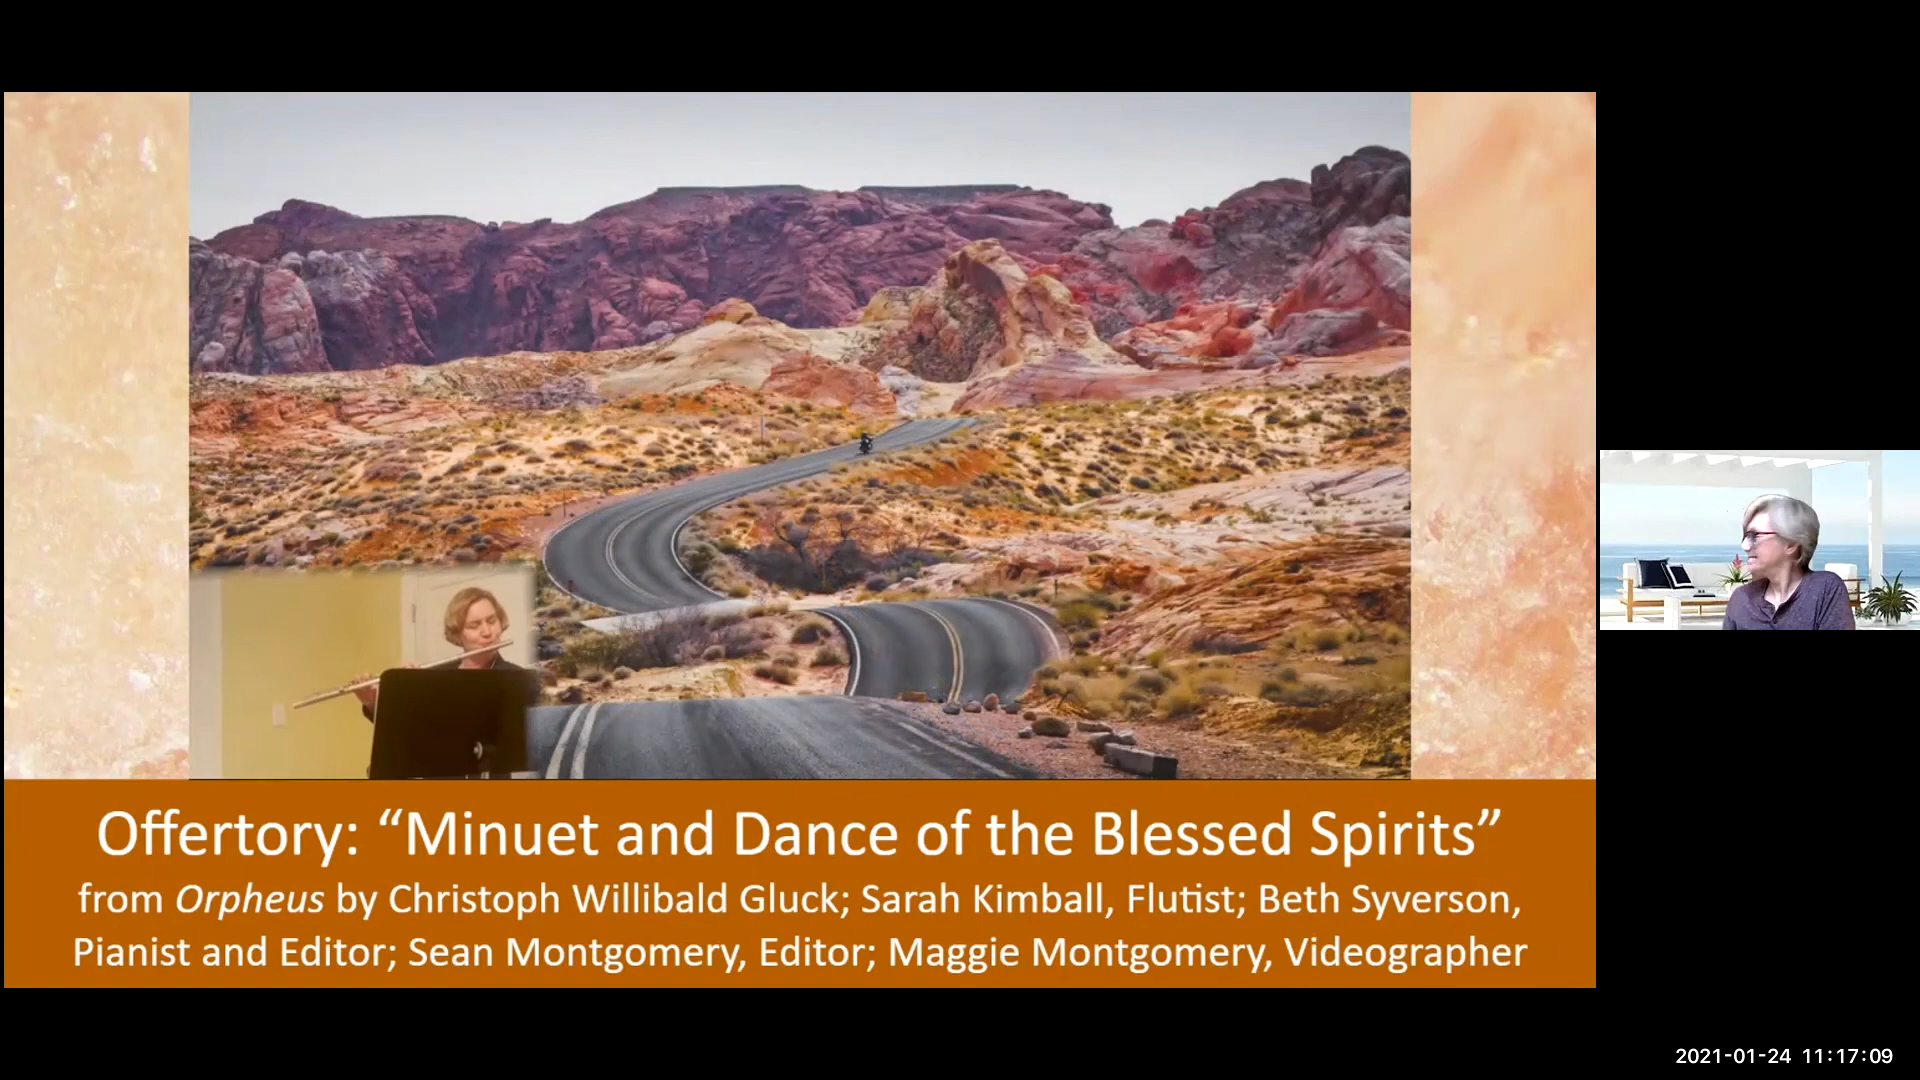 Offertory: “Minuet and Dance of the Blessed Spirits”
from Orpheus by Christoph Willibald Gluck; Sarah Kimball, Flutist; Beth Syverson,
Pianist and Editor; Sean Montgomery, Editor; Maggie Montgomery, Videographer
2021-01-24 11:17:09